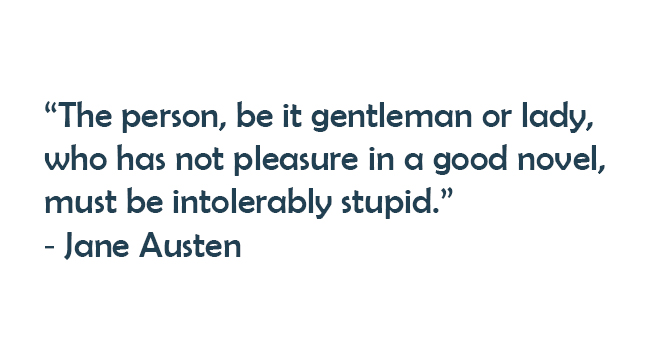 “The person, be it gentleman or lady,
who has not pleasure in a good novel,
must be intolerably stupid.”
- Jane Austen